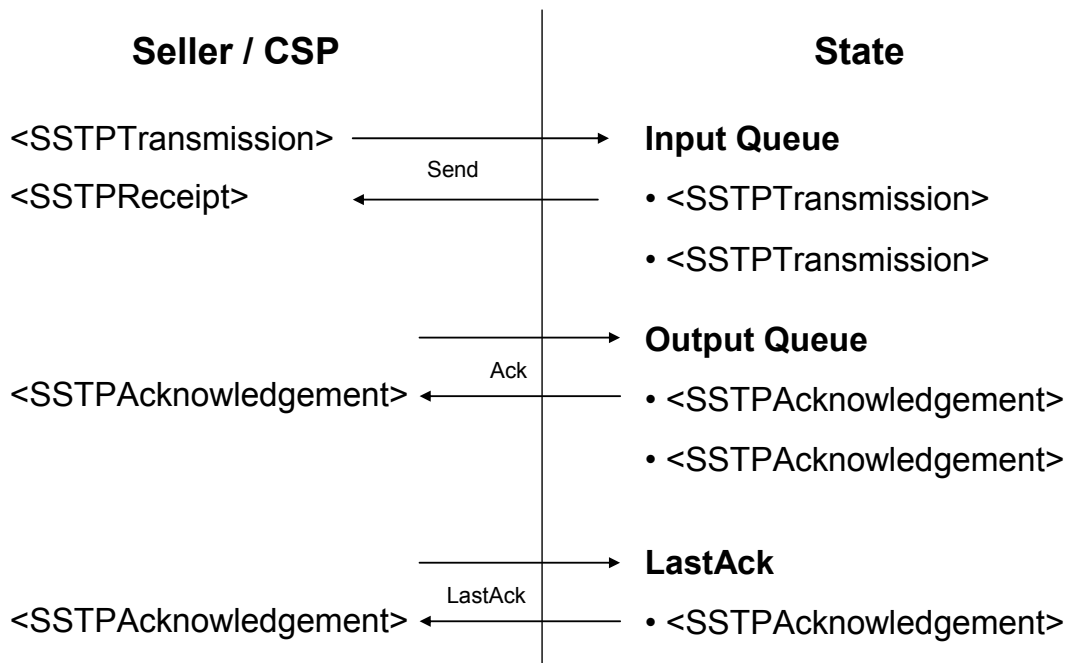 Seller / CSP
State
<SSTPTransmission>
Input Queue
Send
<SSTPReceipt>
• <SSTPTransmission>
• <SSTPTransmission>
Output Queue
Ack
<SSTPAcknowledgement>
• <SSTPAcknowledgement>
• <SSTPAcknowledgement>
LastAck
LastAck
<SSTPAcknowledgement>
• <SSTPAcknowledgement>